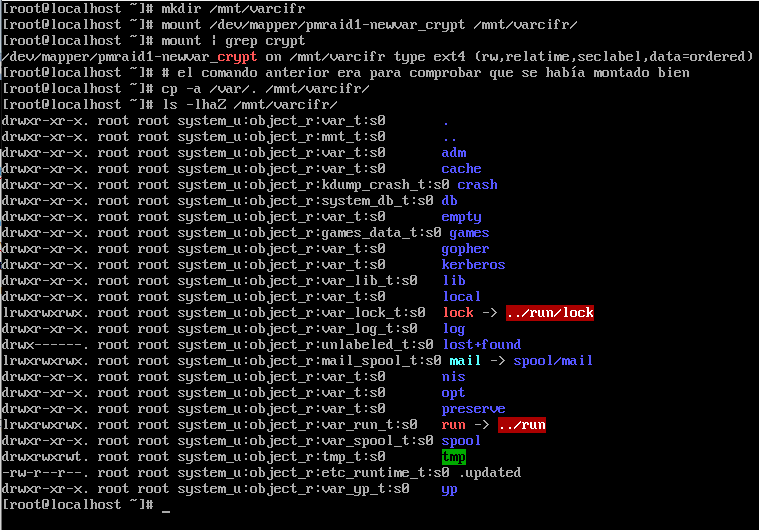 [root@localhost ~]# mkdir /mnt/varcifr
[root@localhost ~]# mount /dev/mapper/pmraid1-newvar_crypt /mnt/varcifr/
[root@localhost ~]# mount | grep crypt
/dev/mapper/pmraid1-newvar_crypt on /mnt/varcifr type ext4 (rw,relatime,seclabel,data=ordered)
[root@localhost ~]# # el comando anterior era para comprobar que se había montado bien
[root@localhost ~]# cp -a /var/. /mnt/varcifr/
[root@localhost ~]# ls -lhaZ /mnt/varcifr/
drwxr-xr-x. root root system_u:object_r:var_t:s0       .
drwxr-xr-x. root root system_u:object_r:mnt_t:s0       ..
drwxr-xr-x. root root system_u:object_r:var_t:s0       adm
drwxr-xr-x. root root system_u:object_r:var_t:s0       cache
drwxr-xr-x. root root system_u:object_r:kdump_crash_t:s0 crash
drwxr-xr-x. root root system_u:object_r:system_db_t:s0 db
drwxr-xr-x. root root system_u:object_r:var_t:s0       empty
drwxr-xr-x. root root system_u:object_r:games_data_t:s0 games
drwxr-xr-x. root root system_u:object_r:var_t:s0       gopher
drwxr-xr-x. root root system_u:object_r:var_t:s0       kerberos
drwxr-xr-x. root root system_u:object_r:var_lib_t:s0   lib
drwxr-xr-x. root root system_u:object_r:var_t:s0       local
lrwxrwxrwx. root root system_u:object_r:var_lock_t:s0  lock -> ../run/lock
drwxr-xr-x. root root system_u:object_r:var_log_t:s0   log
drwx------. root root system_u:object_r:unlabeled_t:s0 lost+found
lrwxrwxrwx. root root system_u:object_r:mail_spool_t:s0 mail -> spool/mail
drwxr-xr-x. root root system_u:object_r:var_t:s0       nis
drwxr-xr-x. root root system_u:object_r:var_t:s0       opt
drwxr-xr-x. root root system_u:object_r:var_t:s0       preserve
lrwxrwxrwx. root root system_u:object_r:var_run_t:s0   run -> ../run
drwxr-xr-x. root root system_u:object_r:var_spool_t:s0 spool
drwxrwxrwt. root root system_u:object_r:tmp_t:s0       tmp
-rw-r--r--. root root system_u:object_r:etc_runtime_t:s0 .updated
drwxr-xr-x. root root system_u:object_r:var_yp_t:s0    yp
[root@localhost ~]# _